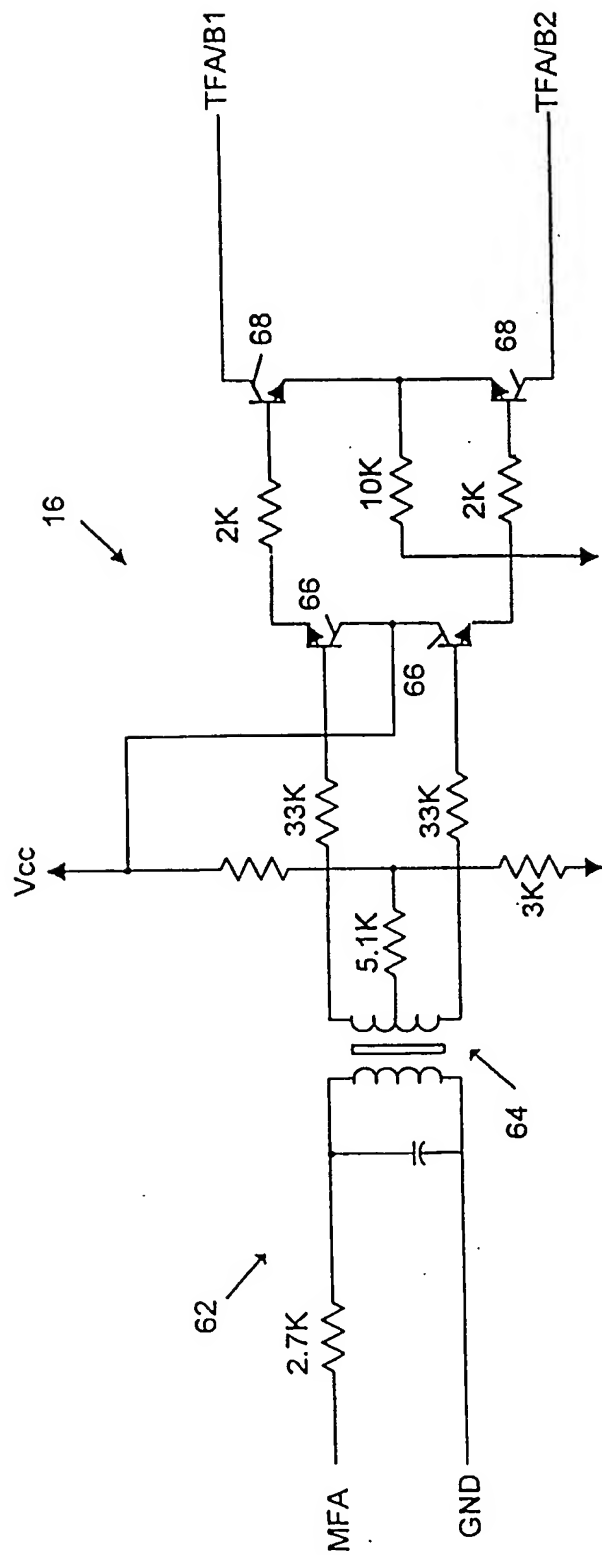 16
TFA/B1
68
2K
66
Vcc
33K
10K
5.1K
66
33K
2K
68
3K
TFA/B2
62
2.7K
64
MFA
GND